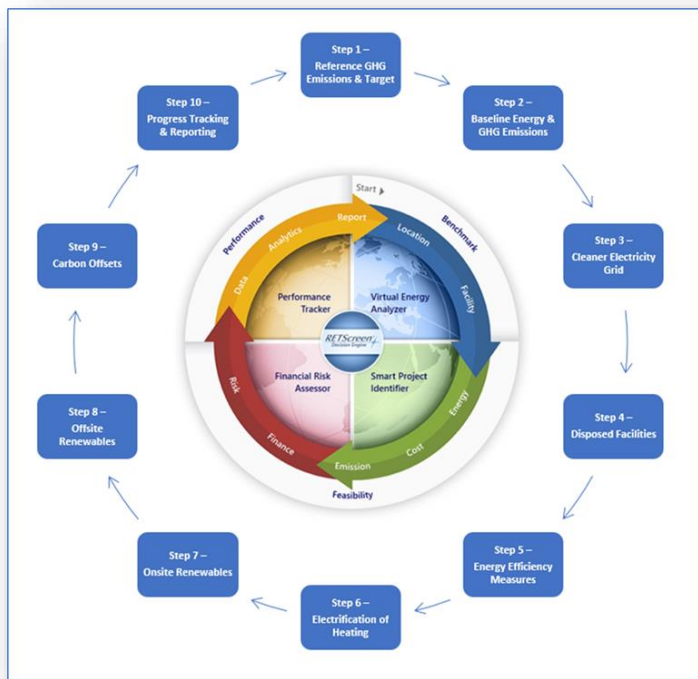 Step 1 –
Reference GHG
Emissions & Target
Step 2 –
Baseline Energy &
GHG Emissions
Step 3 –
Cleaner Electricity
Grid
Step 4 –
Disposed Facilities
Step 5 –
Energy Efficiency
Measures
Step 6 –
Electrification of
Heating
Step 7 –
Onsite Renewables
Step 8 –
Offsite
Renewables
Step 9 –
Carbon Offsets
Step 10 –
Progress Tracking
& Reporting
Start
Benchmark
Location
Facility
Virtual Energy
Analyzer
Energy
Cost
Emission
Smart Project
Identifier
Feasibility
Finance
Risk
Financial Risk
Assessor
Performance
Data
Analytics
Report
Performance
Tracker
RETScreen
Decision Engine